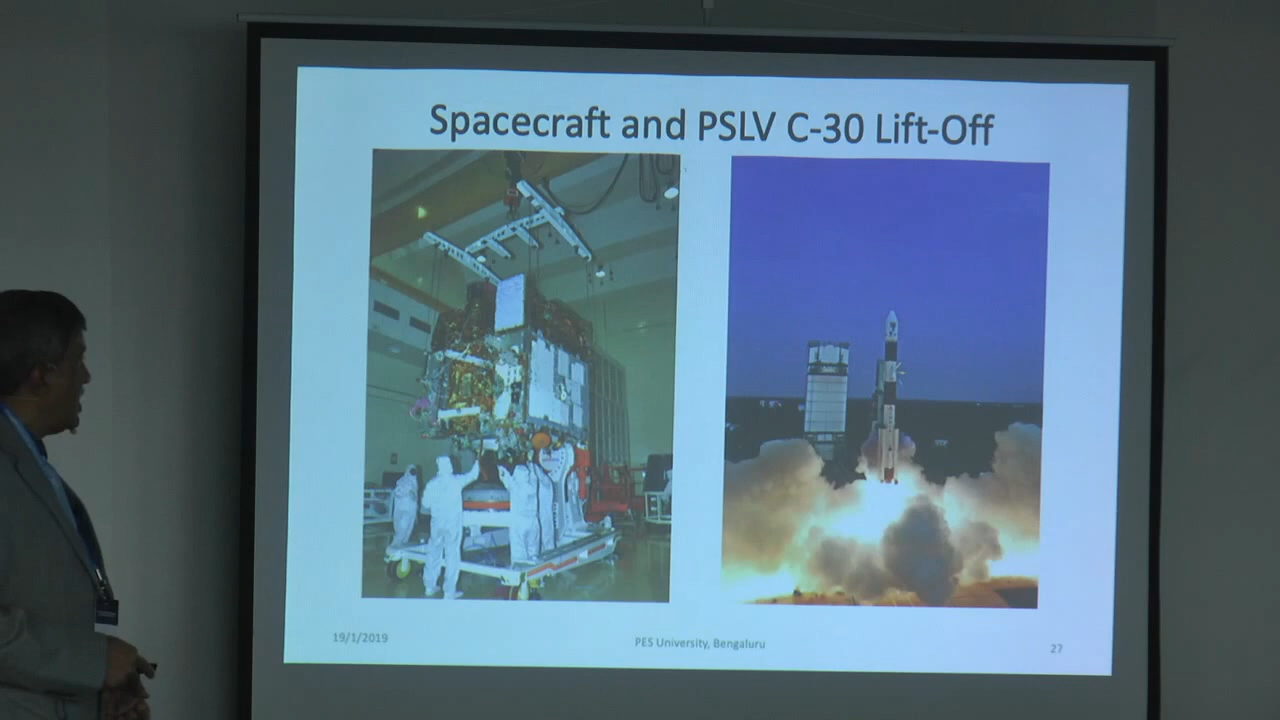 Spacecraft and PSLV C-30 Lift-Off
19/1/2019
PES University, Bengaluru
27